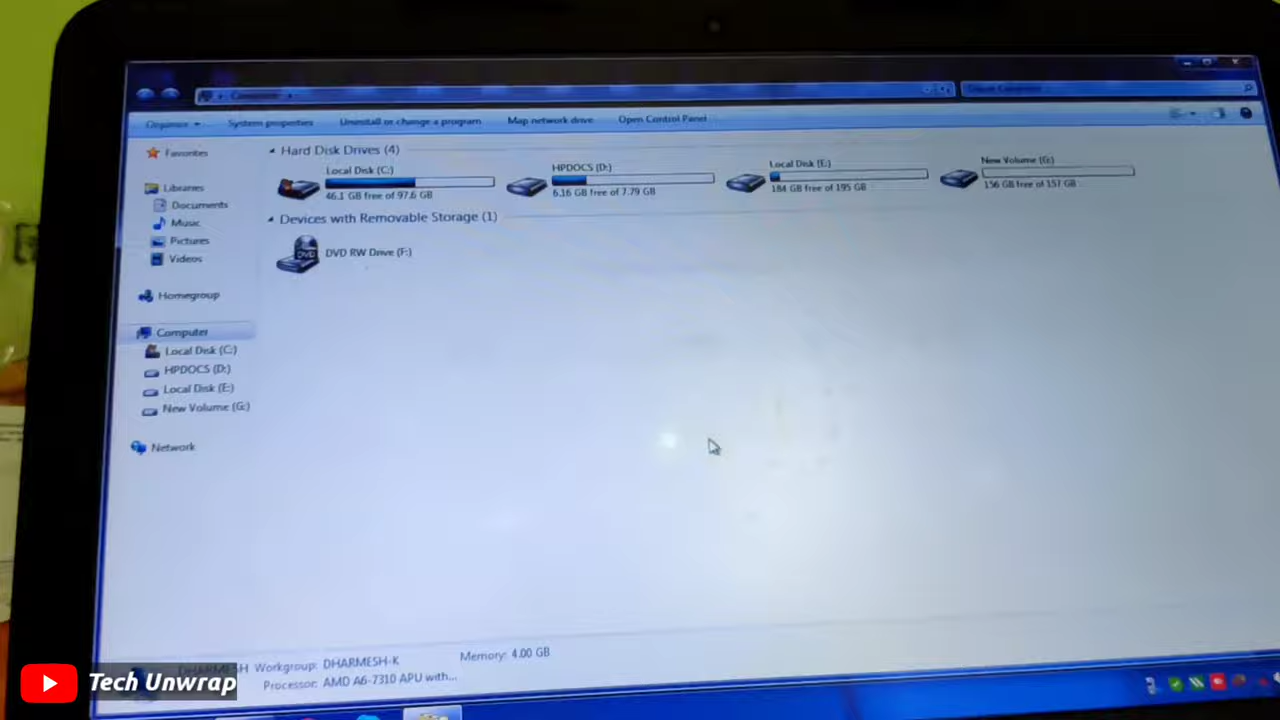 Computer
Organize
System properties
Uninstall or change a program
Map network drive
Open Control Panel
Favorites
Libraries
Documents
Music
Pictures
Videos
Homegroup
Computer
Local Disk (C:)
HPDOCS (D:)
Local Disk (E:)
New Volume (G:)
Network
Hard Disk Drives (4)
Local Disk (C:)
46.1 GB free of 97.6 GB
HPDOCS (D:)
6.16 GB free of 7.79 GB
Local Disk (E:)
184 GB free of 195 GB
New Volume (G:)
156 GB free of 157 GB
Devices with Removable Storage (1)
DVD
DVD RW Drive (F:)
DHARMESH Workgroup: DHARMESH-K
Memory: 4.00 GB
Processor: AMD A6-7310 APU with...
Tech Unwrap